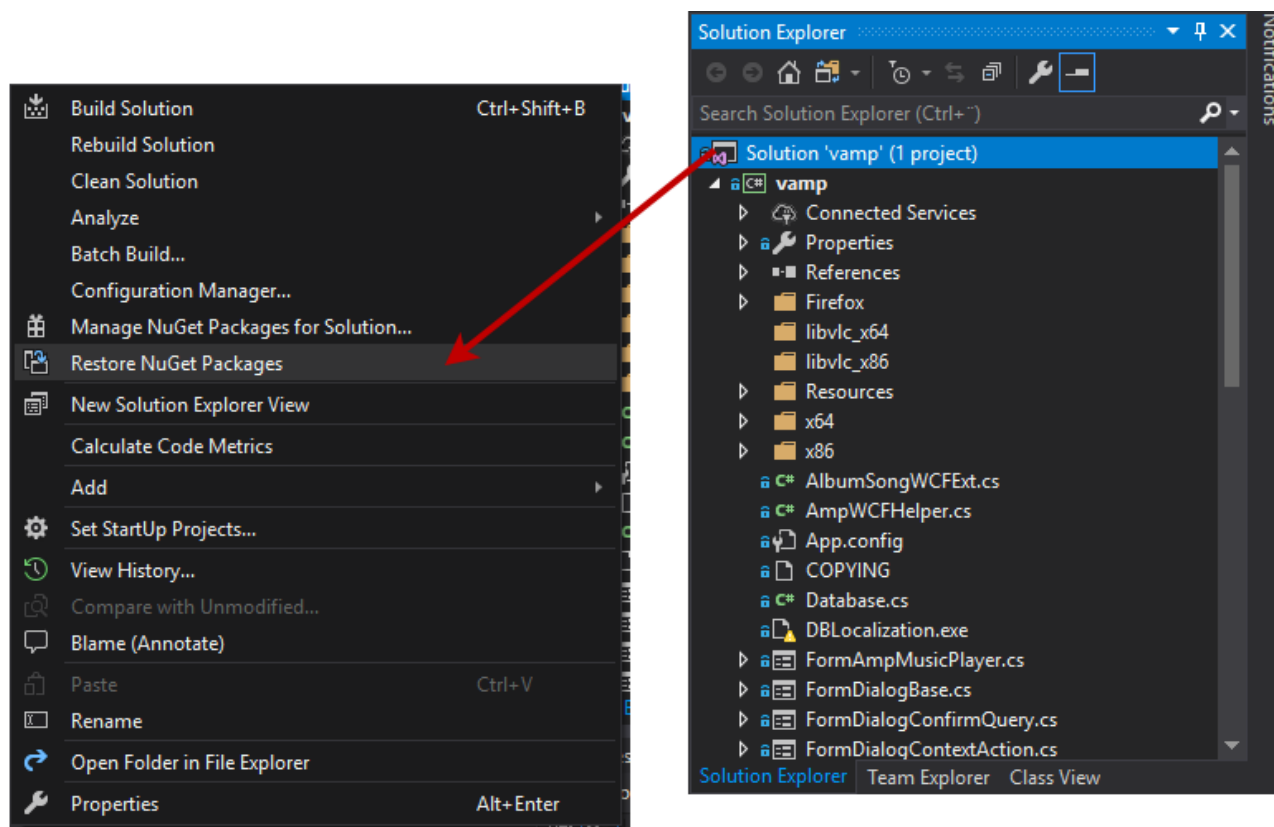 Build Solution Ctrl+Shift+B
Rebuild Solution
Clean Solution
Analyze
Batch Build...
Configuration Manager...
Manage NuGet Packages for Solution...
Restore NuGet Packages
New Solution Explorer View
Calculate Code Metrics
Add
Set StartUp Projects...
View History...
Compare with Unmodified...
Blame (Annotate)
Paste Ctrl+V
Rename
Open Folder in File Explorer
Properties Alt+Enter
Solution Explorer
Search Solution Explorer (Ctrl+¨)
Solution 'vamp' (1 project)
C# vamp
Connected Services
Properties
References
Firefox
libvlc_x64
libvlc_x86
Resources
x64
x86
C# AlbumSongWCFExt.cs
C# AmpWCFHelper.cs
App.config
COPYING
C# Database.cs
DBLocalization.exe
FormAmpMusicPlayer.cs
FormDialogBase.cs
FormDialogConfirmQuery.cs
FormDialogContextAction.cs
Solution Explorer Team Explorer Class View
Notifications